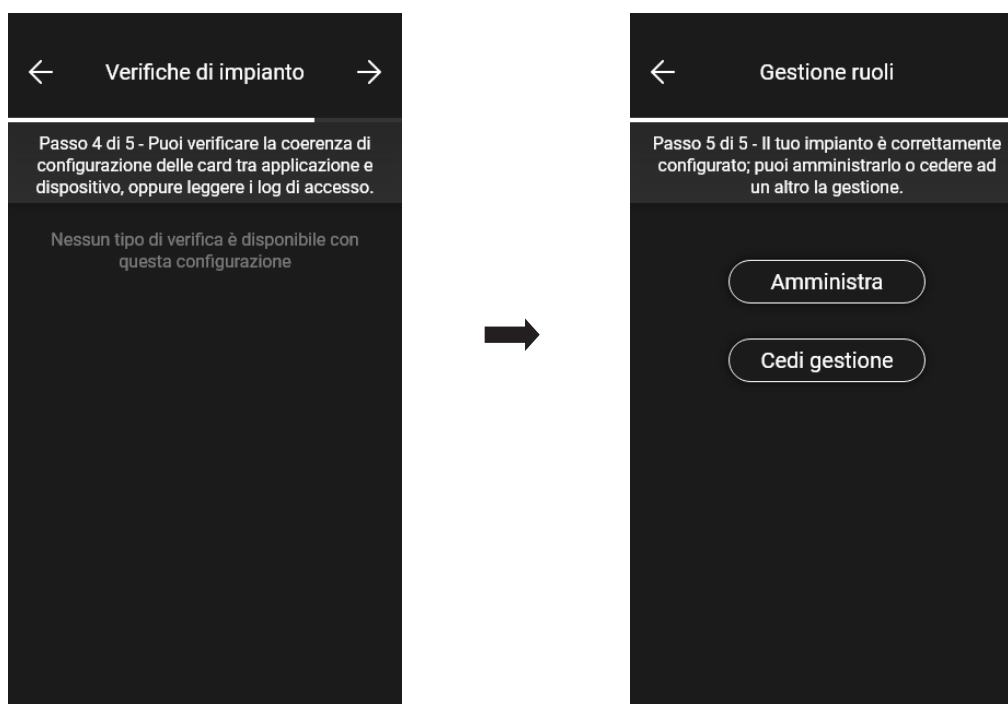 Verifiche di impianto
Passo 4 di 5 - Puoi verificare la coerenza di
configurazione delle card tra applicazione e
dispositivo, oppure leggere i log di accesso.
Nessun tipo di verifica è disponibile con
questa configurazione
Gestione ruoli
Passo 5 di 5 - Il tuo impianto è correttamente
configurato; puoi amministrarlo o cedere ad
un altro la gestione.
Amministra
Cedi gestione